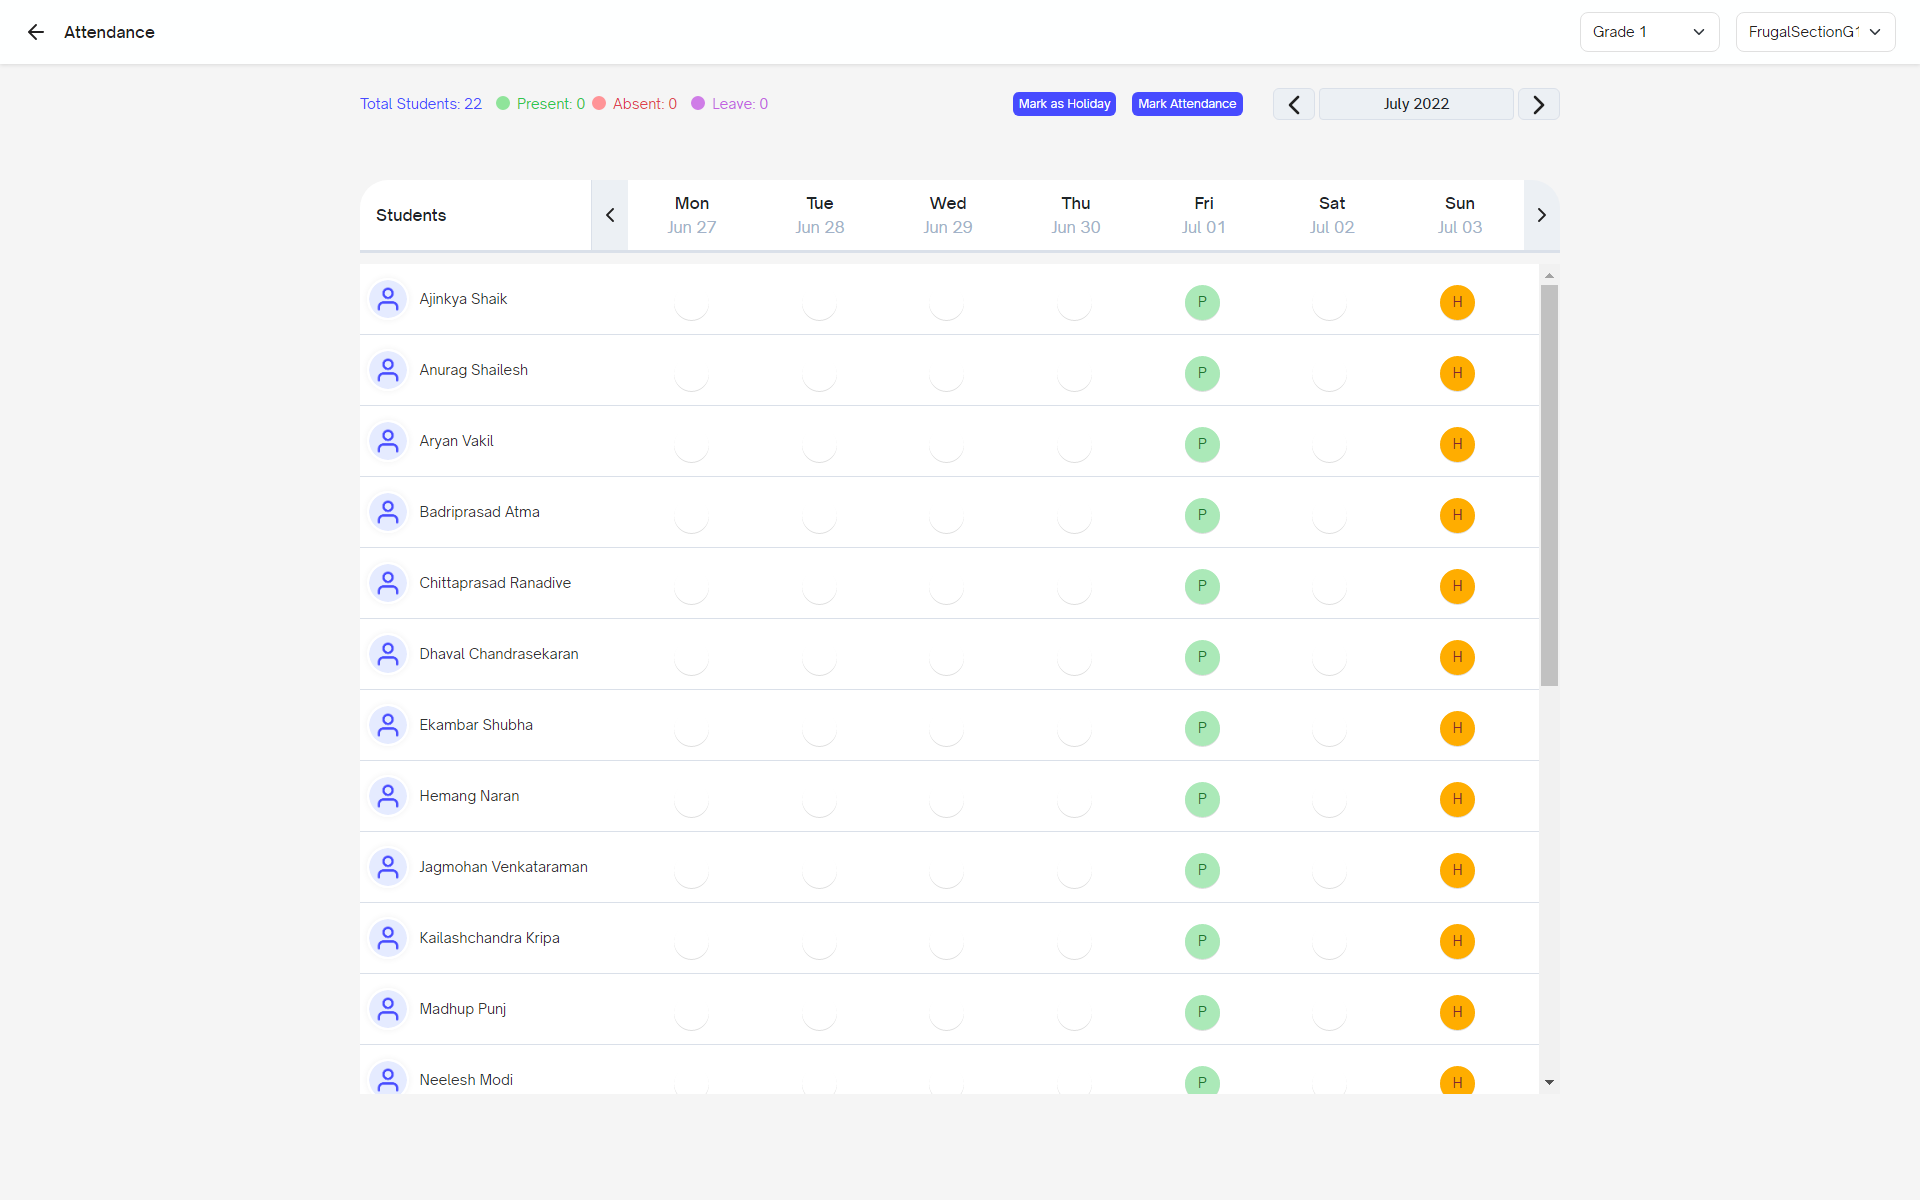 Attendance
Grade 1
FrugalSectionG1
Total Students: 22 Present: 0 Absent: 0 Leave: 0
Mark as Holiday
Mark Attendance
July 2022
Students
Mon Tue Wed Thu Fri Sat Sun
Jun 27 Jun 28 Jun 29 Jun 30 Jul 01 Jul 02 Jul 03
Ajinkya Shaik P H
Anurag Shailesh P H
Aryan Vakil P H
Badriprasad Atma P H
Chittaprasad Ranadive P H
Dhaval Chandrasekaran P H
Ekambar Shubha P H
Hemang Naran P H
Jagmohan Venkataraman P H
Kailashchandra Kripa P H
Madhup Punj P H
Neelesh Modi P H